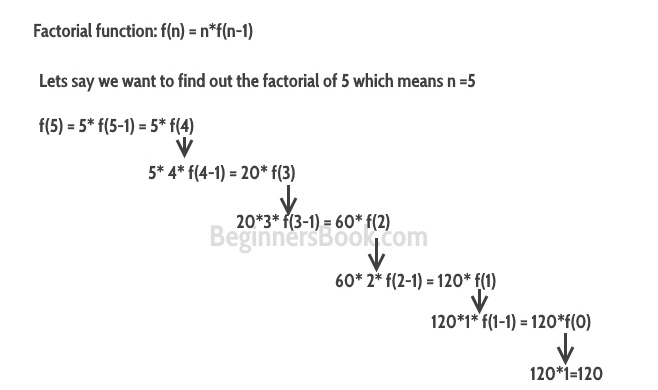 Factorial function: f(n) = n*f(n-1)
Lets say we want to find out the factorial of 5 which means n =5
f(5) = 5* f(5-1) = 5* f(4)
5* 4* f(4-1) = 20* f(3)
20*3* f(3-1) = 60* f(2)
BeginnersBook.com
60* 2* f(2-1) = 120* f(1)
120*1* f(1-1) = 120*f(0)
120*1=120